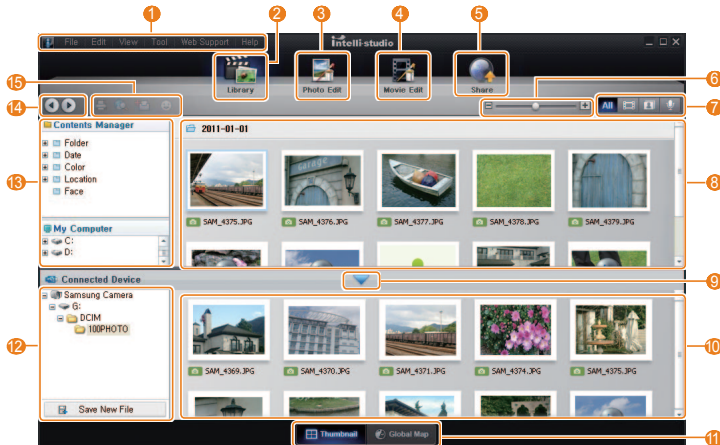 1
2
3
4
5
File Edit View Tool Web Support Help
intelli-studio
Library
Photo Edit
Movie Edit
Share
6
15
14
All
7
Contents Manager
Folder
Date
Color
Location
Face
13
2011-01-01
SAM_4375.JPG
SAM_4376.JPG
SAM_4377.JPG
SAM_4378.JPG
SAM_4379.JPG
8
My Computer
C:
D:
Connected Device
9
Samsung Camera
G:
DCIM
100PHOTO
12
SAM_4369.JPG
SAM_4370.JPG
SAM_4371.JPG
SAM_4374.JPG
SAM_4375.JPG
10
Save New File
Thumbnail
Global Map
11